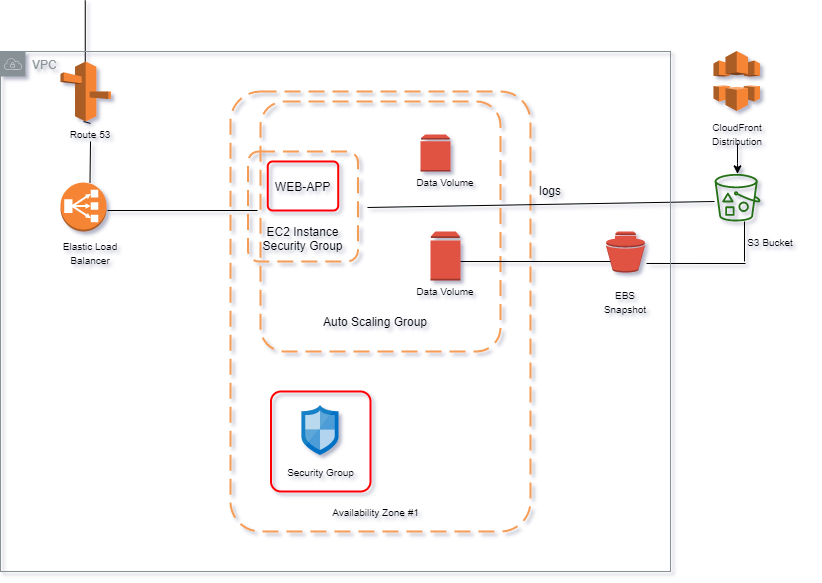 VPC
Route 53
CloudFront
Distribution
WEB-APP
Data Volume
logs
EC2 Instance
Security Group
Elastic Load
Balancer
S3 Bucket
Data Volume
EBS
Snapshot
Auto Scaling Group
Security Group
Availability Zone #1